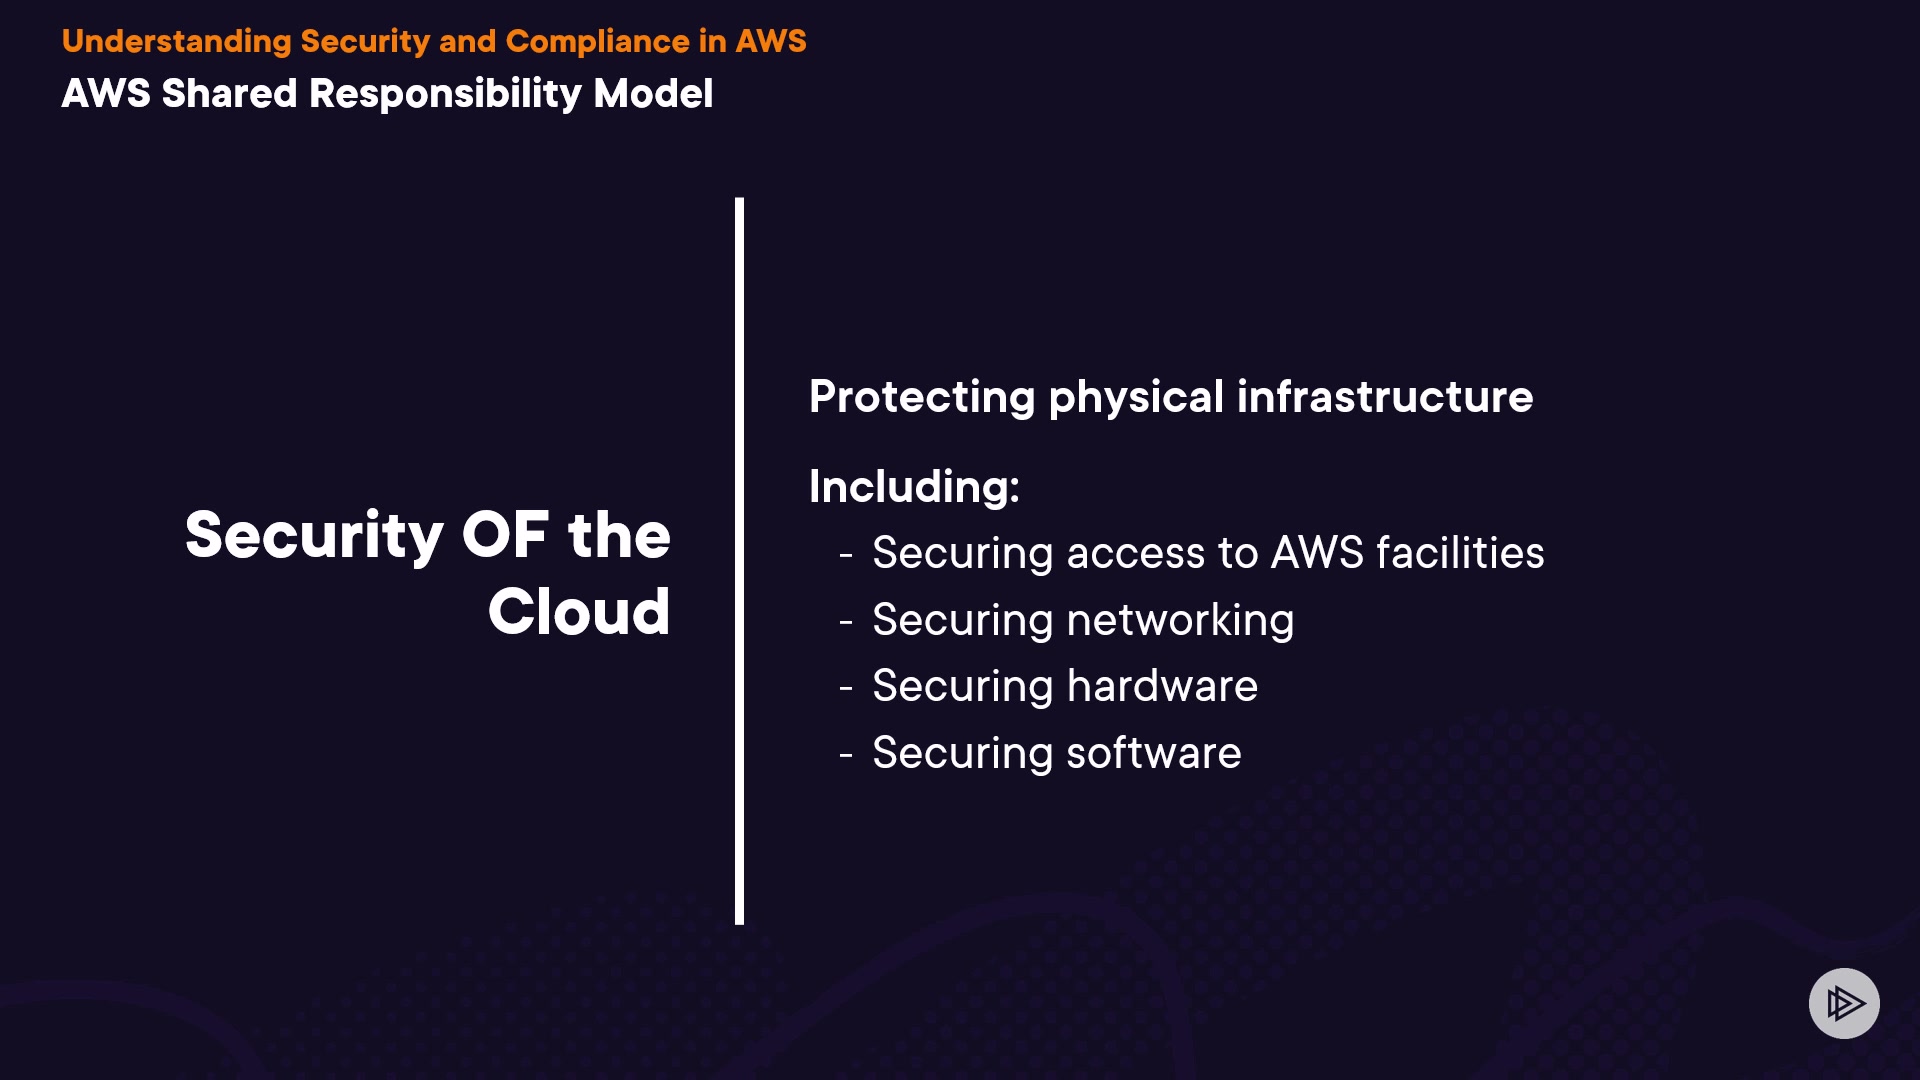 Understanding Security and Compliance in AWS
AWS Shared Responsibility Model
Security OF the
Cloud
Protecting physical infrastructure
Including:
- Securing access to AWS facilities
- Securing networking
- Securing hardware
- Securing software